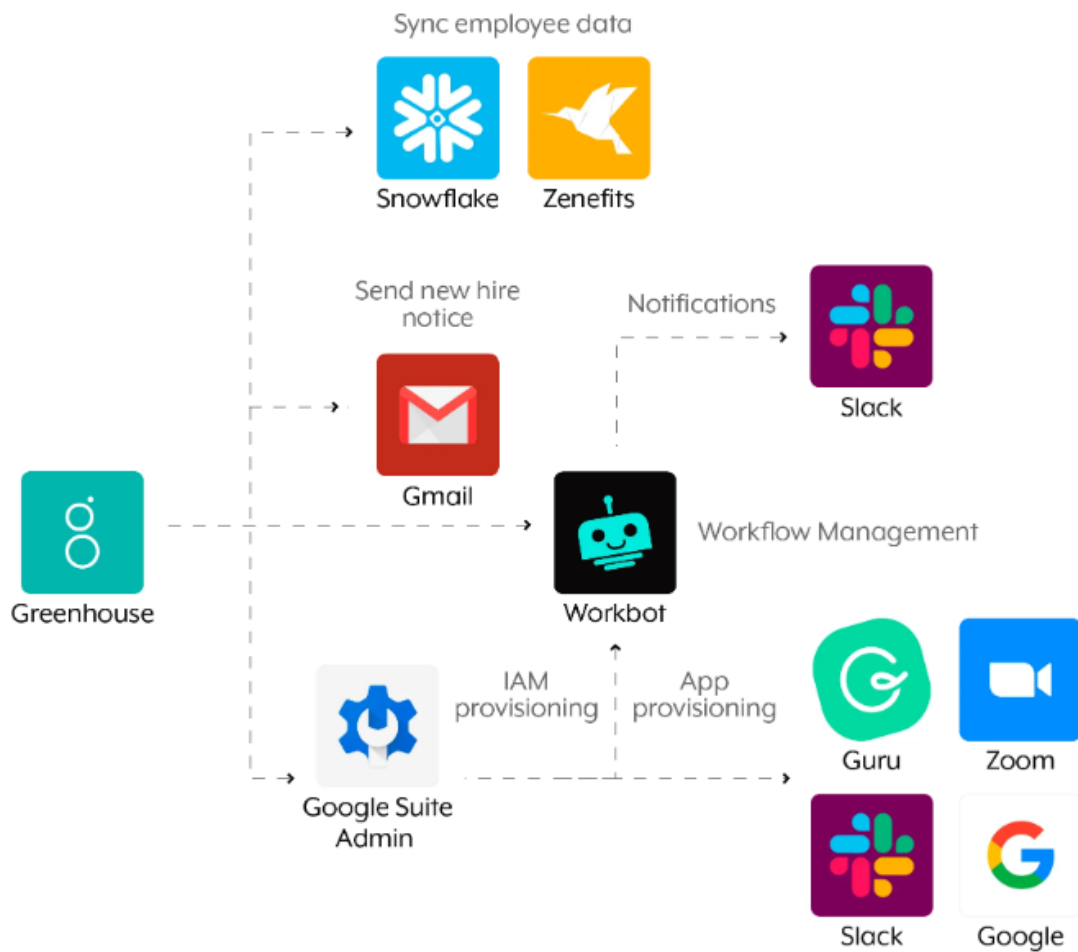 Sync employee data
Snowflake
Zenefits
Send new hire
notice
Notifications
Gmail
Slack
Greenhouse
Workbot
Workflow Management
IAM
provisioning
App
provisioning
Google Suite
Admin
Guru
Zoom
Slack
Google